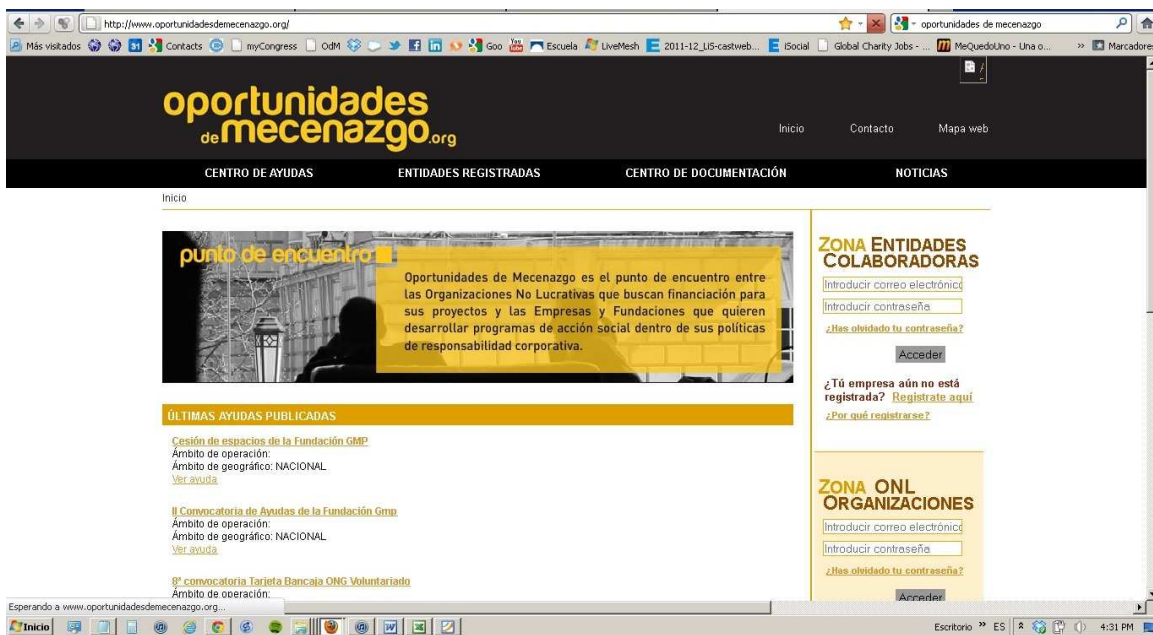 http://www.oportunidadesdemecenazgo.org/
oportunidades de mecenazgo
Más visitados Contacts myCongress OdM Goo Escuela LiveMesh 2011-12_LiS-castweb... iSocial Global Charity Jobs - ... MeQuedoUno - Una o... » Marcadores
oportunidades
de mecenazgo.org
Inicio Contacto Mapa web
CENTRO DE AYUDAS ENTIDADES REGISTRADAS CENTRO DE DOCUMENTACIÓN NOTICIAS
Inicio
punto de encuentro
Oportunidades de Mecenazgo es el punto de encuentro entre
las Organizaciones No Lucrativas que buscan financiación para
sus proyectos y las Empresas y Fundaciones que quieren
desarrollar programas de acción social dentro de sus políticas
de responsabilidad corporativa.
ÚLTIMAS AYUDAS PUBLICADAS
Cesión de espacios de la Fundación GMP
Ámbito de operación:
Ámbito de geográfico: NACIONAL
Ver ayuda
II Convocatoria de Ayudas de la Fundación Gmp
Ámbito de operación:
Ámbito de geográfico: NACIONAL
Ver ayuda
8ª convocatoria Tarjeta Bancaja ONG Voluntariado
Ámbito de operación:
ZONA ENTIDADES
COLABORADORAS
Introducir correo electrónico
Introducir contraseña
¿Has olvidado tu contraseña?
Acceder
¿Tú empresa aún no está
registrada? Registrate aquí
¿Por qué registrarse?
ZONA ONL
ORGANIZACIONES
Introducir correo electrónico
Introducir contraseña
¿Has olvidado tu contraseña?
Acceder
Esperando a www.oportunidadesdemecenazgo.org...
Inicio Escritorio » ES 4:31 PM